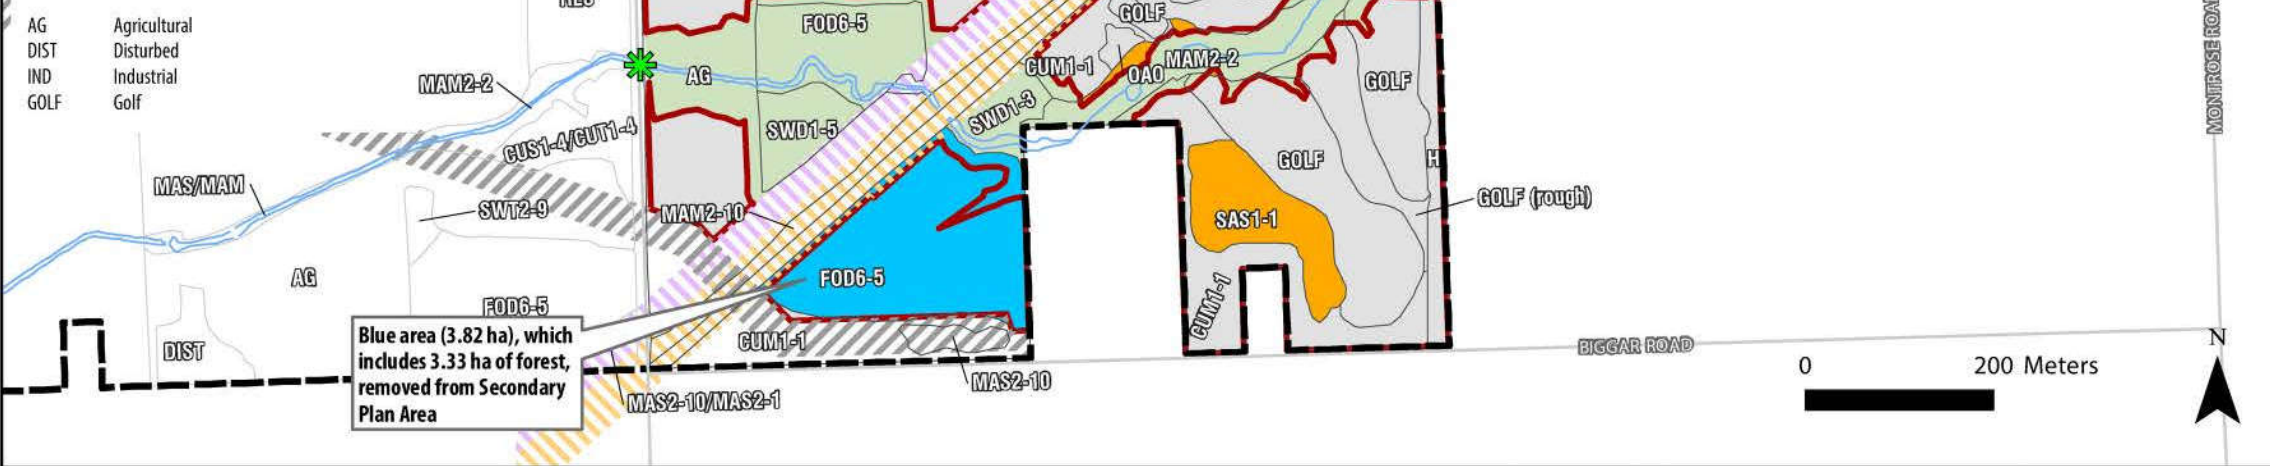 AG Agricultural
DIST Disturbed
IND Industrial
GOLF Golf
FOD6-5
GOLF
MAM2-2
AG
CUM1-1
OAO
MAM2-2
GOLF
MONTROSE ROAD
SWD1-3
SWD1-5
CUS1-4/CUT1-4
GOLF
H
MAS/MAM
SWT2-9
MAM2-10
GOLF (rough)
SAS1-1
AG
FOD6-5
FOD6-5
CUM1-1
Blue area (3.82 ha), which
includes 3.33 ha of forest,
removed from Secondary
Plan Area
DIST
CUM1-1
BIGGAR ROAD
N
0 200 Meters
MAS2-10
MAS2-10/MAS2-1